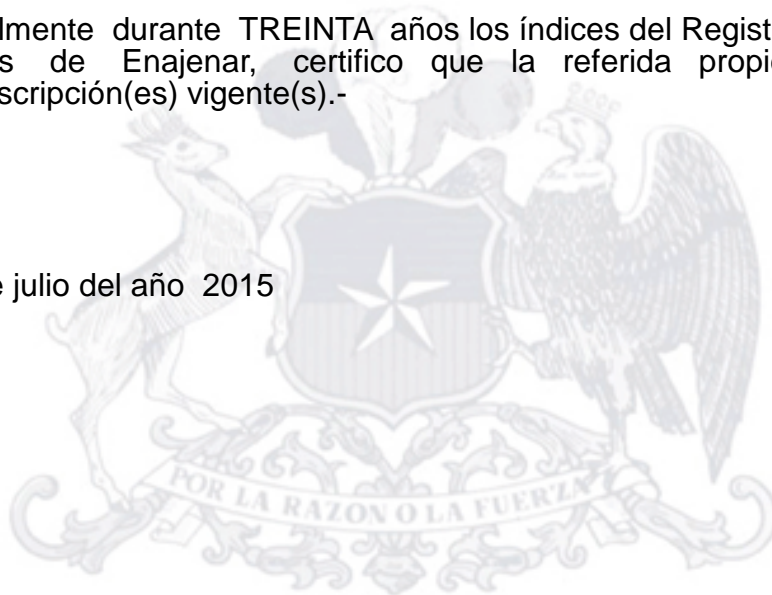 lmente durante TREINTA años los índices del Regist
s de Enajenar, certifico que la referida propi
scripción(es) vigente(s).-
e julio del año 2015
POR LA RAZON O LA FUERZA